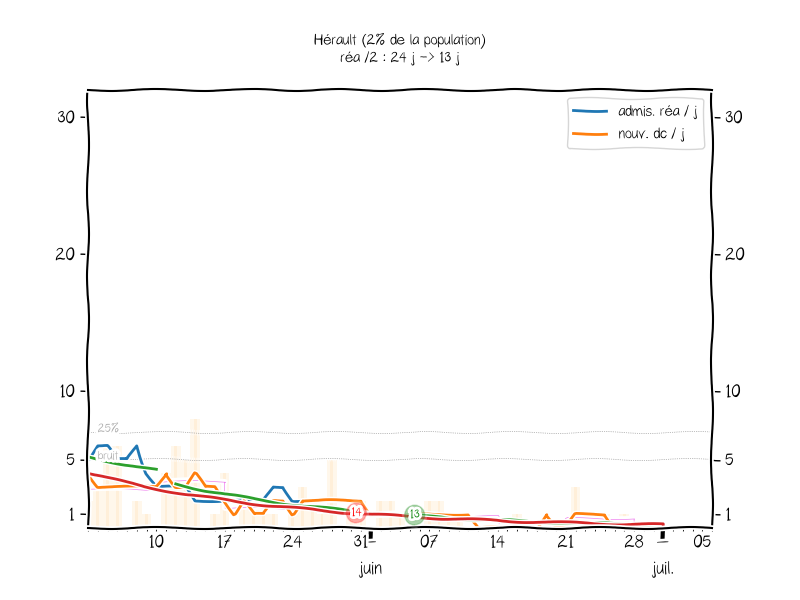 Hérault (2% de la population)
réa /2 : 24 j -> 13 j
admis. réa / j
nouv. dc / j
30
30
20
20
10
10
25%
bruit
5
5
14
13
1
1
10 17 24 31 07 14 21 28 05
juin juil.